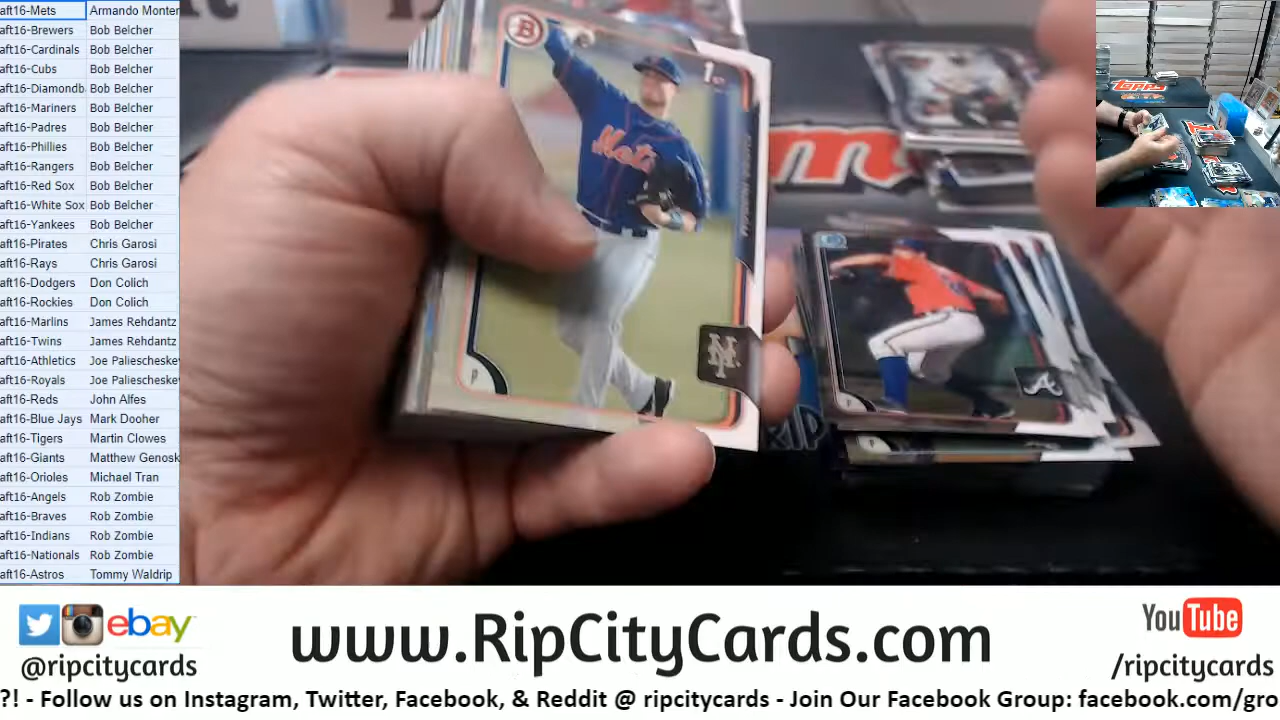 aft16-Mets Armando Monter
aft16-Brewers Bob Belcher
aft16-Cardinals Bob Belcher
aft16-Cubs Bob Belcher
aft16-Diamondb Bob Belcher
aft16-Mariners Bob Belcher
aft16-Padres Bob Belcher
aft16-Phillies Bob Belcher
aft16-Rangers Bob Belcher
aft16-Red Sox Bob Belcher
aft16-White Sox Bob Belcher
aft16-Yankees Bob Belcher
aft16-Pirates Chris Garosi
aft16-Rays Chris Garosi
aft16-Dodgers Don Colich
aft16-Rockies Don Colich
aft16-Marlins James Rehdantz
aft16-Twins James Rehdantz
aft16-Athletics Joe Paliescheskey
aft16-Royals Joe Paliescheskey
aft16-Reds John Alfes
aft16-Blue Jays Mark Dooher
aft16-Tigers Martin Clowes
aft16-Giants Matthew Genosk
aft16-Orioles Michael Tran
aft16-Angels Rob Zombie
aft16-Braves Rob Zombie
aft16-Indians Rob Zombie
aft16-Nationals Rob Zombie
aft16-Astros Tommy Waldrip
B
1st
Mets
NY
P
A
Topps
ebay
@ripcitycards
www.RipCityCards.com
YouTube
/ripcitycards
?! - Follow us on Instagram, Twitter, Facebook, & Reddit @ ripcitycards - Join Our Facebook Group: facebook.com/gro